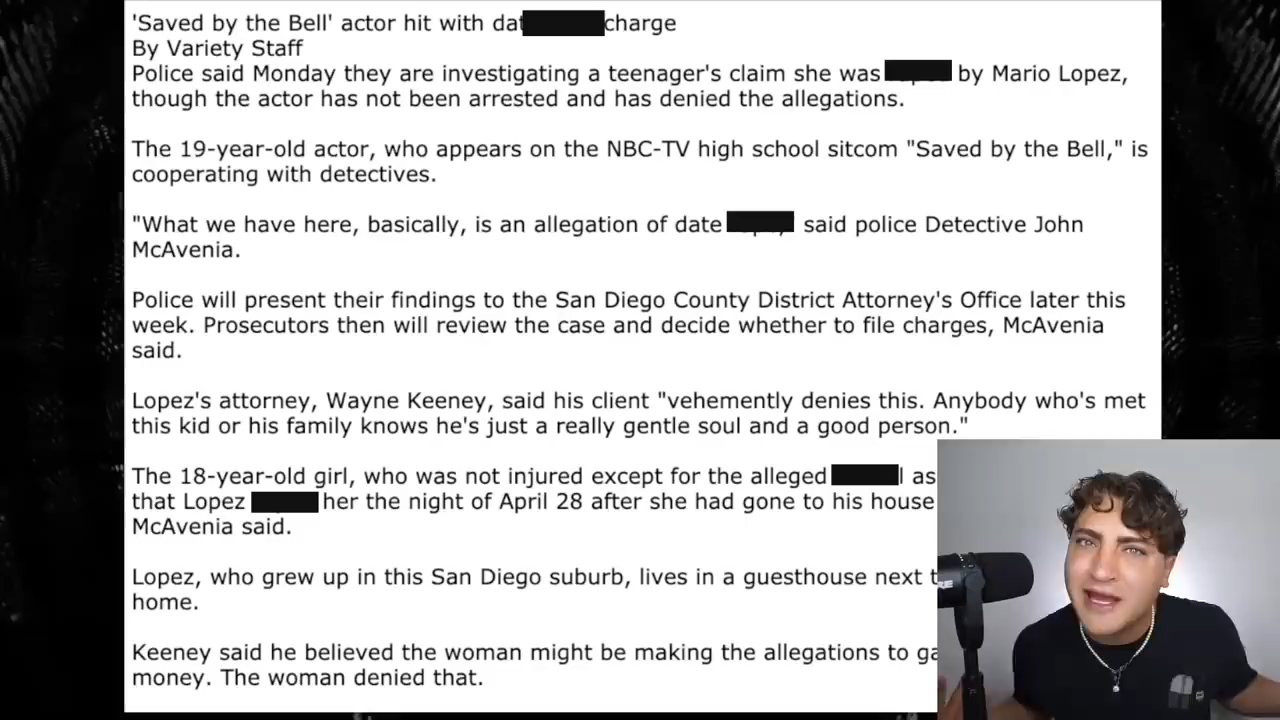 'Saved by the Bell' actor hit with dat charge
By Variety Staff
Police said Monday they are investigating a teenager's claim she was by Mario Lopez,
though the actor has not been arrested and has denied the allegations.
The 19-year-old actor, who appears on the NBC-TV high school sitcom "Saved by the Bell," is
cooperating with detectives.
"What we have here, basically, is an allegation of date said police Detective John
McAvenia.
Police will present their findings to the San Diego County District Attorney's Office later this
week. Prosecutors then will review the case and decide whether to file charges, McAvenia
said.
Lopez's attorney, Wayne Keeney, said his client "vehemently denies this. Anybody who's met
this kid or his family knows he's just a really gentle soul and a good person."
The 18-year-old girl, who was not injured except for the alleged l as
that Lopez her the night of April 28 after she had gone to his house
McAvenia said.
Lopez, who grew up in this San Diego suburb, lives in a guesthouse next t
home.
Keeney said he believed the woman might be making the allegations to ga
money. The woman denied that.